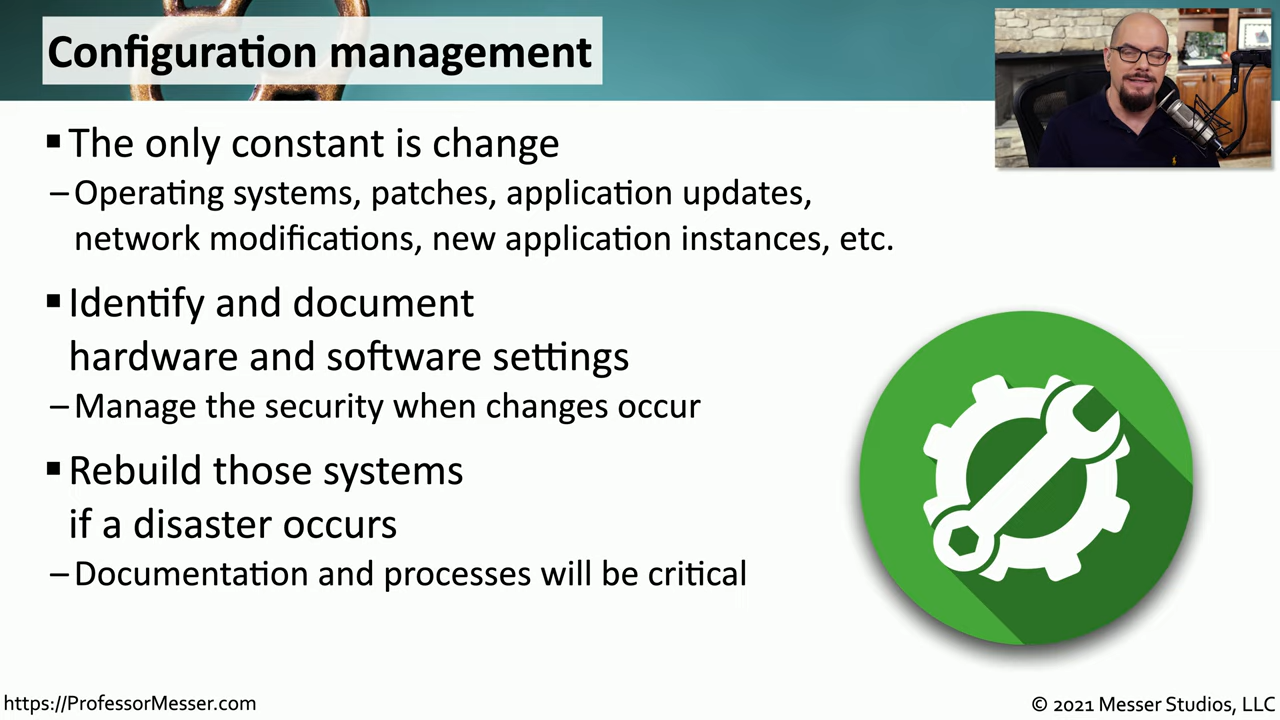 Configuration management
▪ The only constant is change
– Operating systems, patches, application updates,
network modifications, new application instances, etc.
▪ Identify and document
hardware and software settings
– Manage the security when changes occur
▪ Rebuild those systems
if a disaster occurs
– Documentation and processes will be critical
https://ProfessorMesser.com
© 2021 Messer Studios, LLC